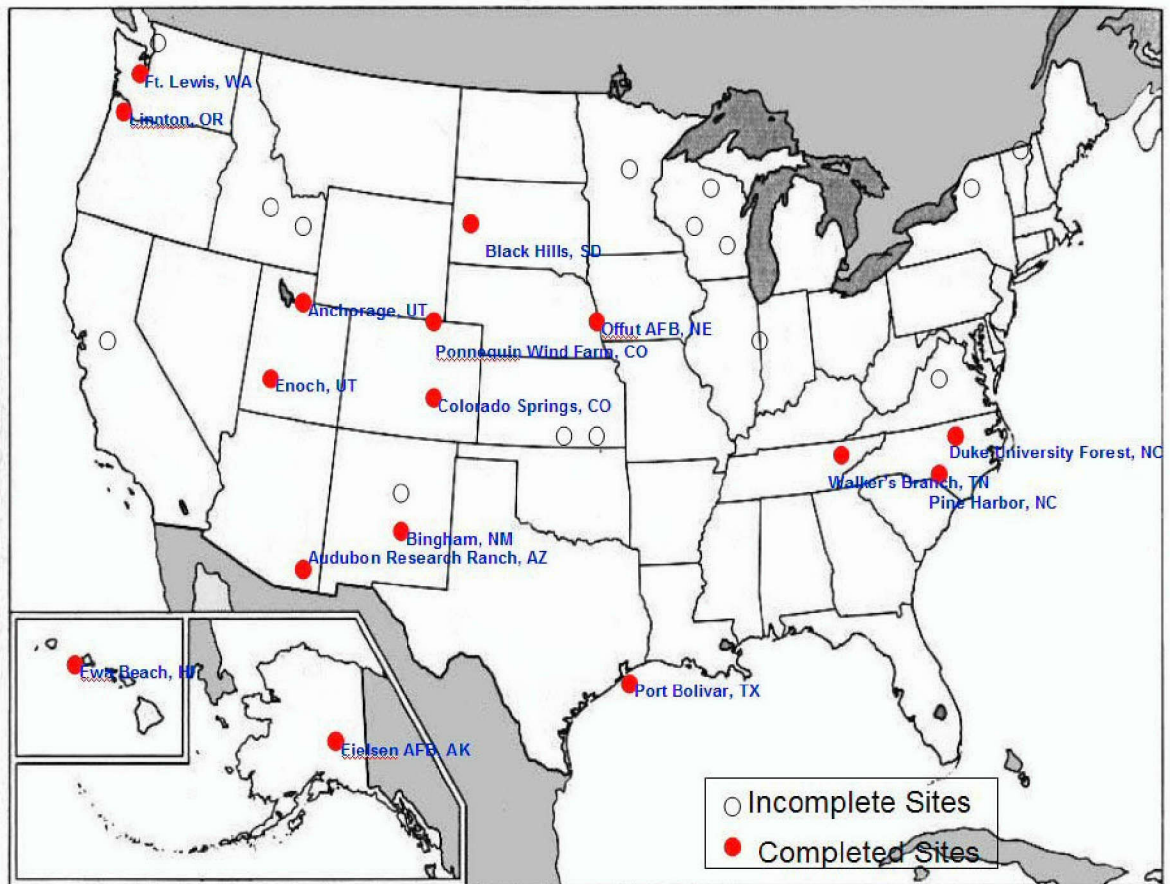 Ft. Lewis, WA
Linnton, OR
Black Hills, SD
Anchorage, UT
Offut AFB, NE
Ponnequin Wind Farm, CO
Enoch, UT
Colorado Springs, CO
Duke University Forest, NC
Walker's Branch, TN
Pine Harbor, NC
Bingham, NM
Audubon Research Ranch, AZ
Ewa Beach, HI
Port Bolivar, TX
Eielsen AFB, AK
Incomplete Sites
Completed Sites